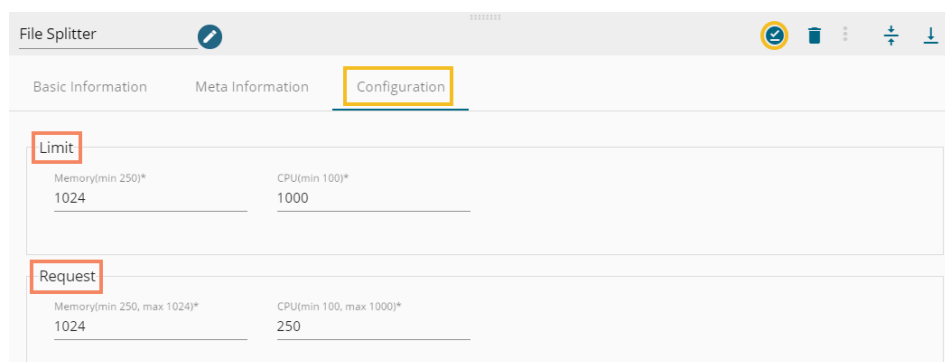 File Splitter
Basic Information Meta Information Configuration
Limit
Memory(min 250)* CPU(min 100)*
1024 1000
Request
Memory(min 250, max 1024)* CPU(min 100, max 1000)*
1024 250